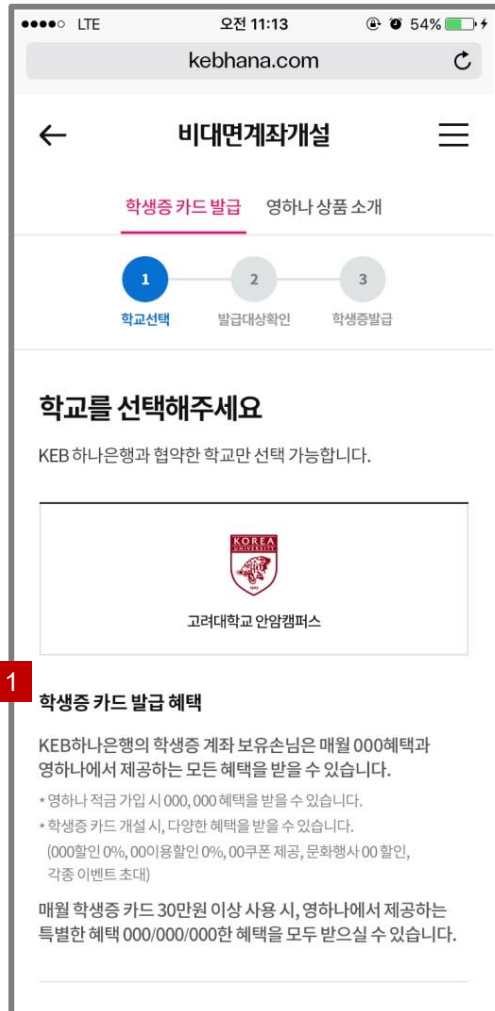 LTE 오전 11:13 54%
kebhana.com
비대면계좌개설
학생증 카드 발급 영하나 상품 소개
1 2 3
학교선택 발급대상확인 학생증발급
학교를 선택해주세요
KEB 하나은행과 협약한 학교만 선택 가능합니다.
KOREA
UNIVERSITY
고려대학교 안암캠퍼스
1
학생증 카드 발급 혜택
KEB하나은행의 학생증 계좌 보유손님은 매월 000혜택과
영하나에서 제공하는 모든 혜택을 받을 수 있습니다.
* 영하나 적금 가입 시 000, 000 혜택을 받을 수 있습니다.
* 학생증 카드 개설 시, 다양한 혜택을 받을 수 있습니다.
(000할인 0%, 00이용할인 0%, 00쿠폰 제공, 문화행사 00 할인,
각종 이벤트 초대)
매월 학생증 카드 30만원 이상 사용 시, 영하나에서 제공하는
특별한 혜택 000/000/000한 혜택을 모두 받으실 수 있습니다.